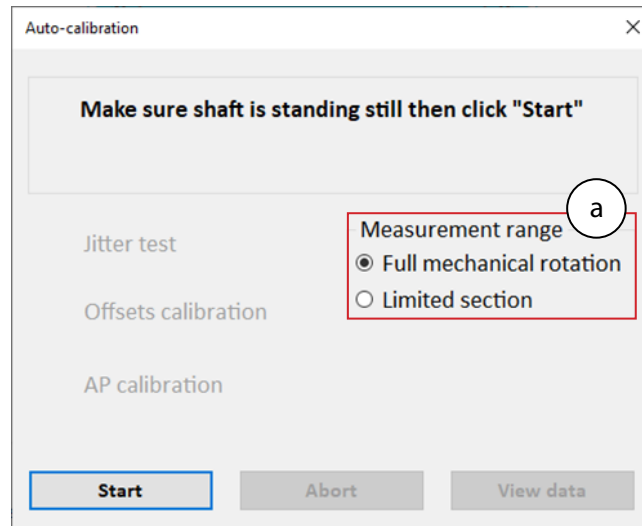 Auto-calibration
Make sure shaft is standing still then click "Start"
a
Jitter test
Measurement range
Full mechanical rotation
Offsets calibration
Limited section
AP calibration
Start
Abort
View data